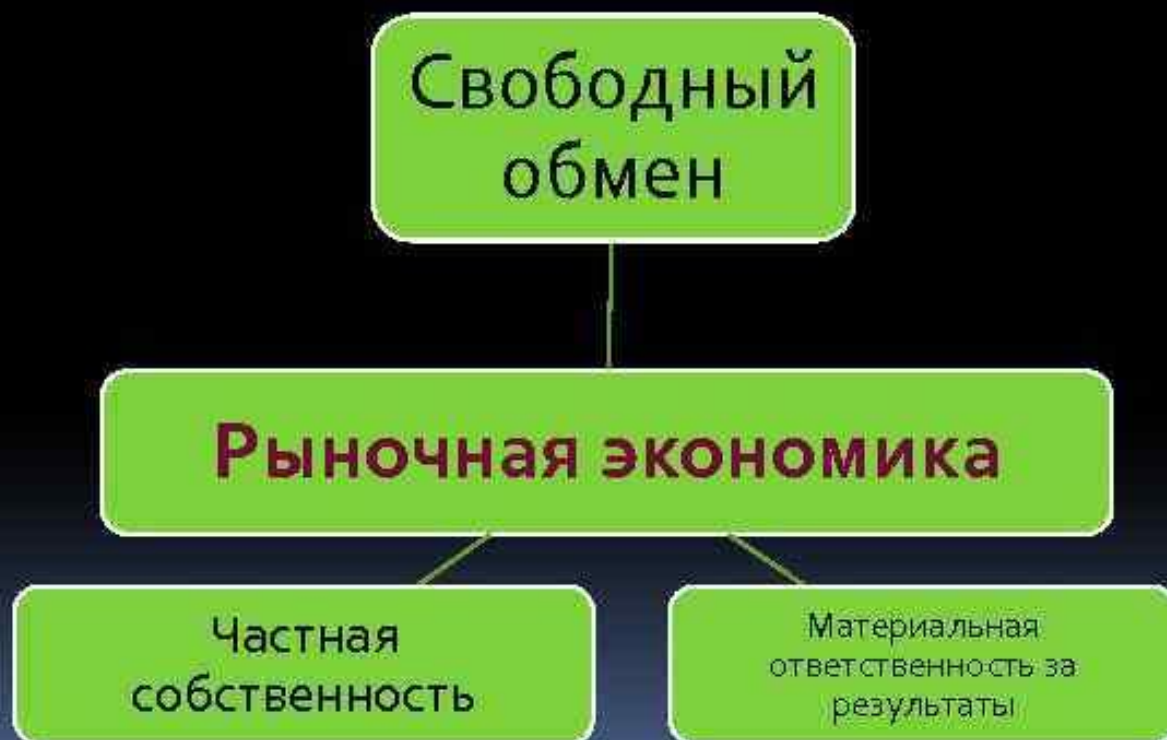 Свободный
обмен
Рыночная экономика
Частная
собственность
Материальная
ответственность за
результаты